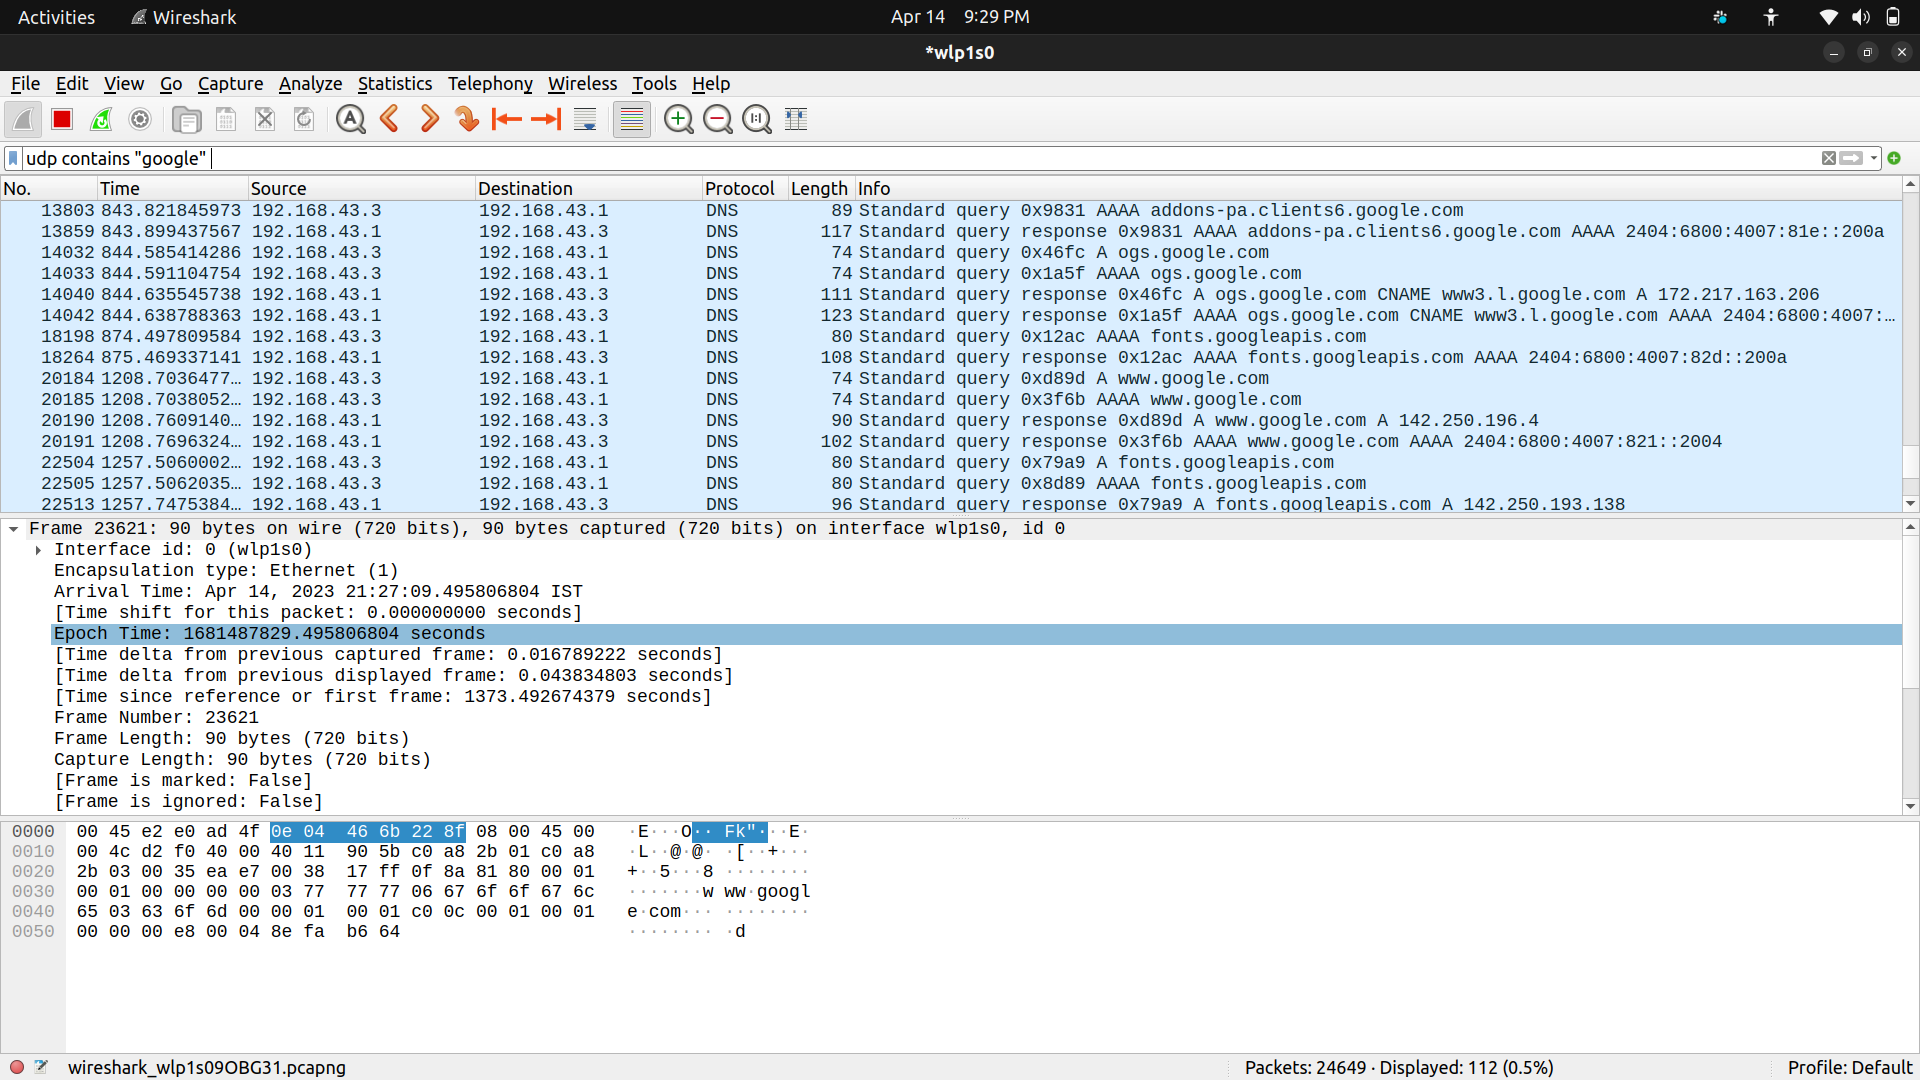 Activities Wireshark Apr 14 9:29 PM
*wlp1s0
File Edit View Go Capture Analyze Statistics Telephony Wireless Tools Help
udp contains "google"
No. Time Source Destination Protocol Length Info
13803 843.821845973 192.168.43.3 192.168.43.1 DNS 89 Standard query 0x9831 AAAA addons-pa.clients6.google.com
13859 843.899437567 192.168.43.1 192.168.43.3 DNS 117 Standard query response 0x9831 AAAA addons-pa.clients6.google.com AAAA 2404:6800:4007:81e::200a
14032 844.585414286 192.168.43.3 192.168.43.1 DNS 74 Standard query 0x46fc A ogs.google.com
14033 844.591104754 192.168.43.3 192.168.43.1 DNS 74 Standard query 0x1a5f AAAA ogs.google.com
14040 844.635545738 192.168.43.1 192.168.43.3 DNS 111 Standard query response 0x46fc A ogs.google.com CNAME www3.l.google.com A 172.217.163.206
14042 844.638788363 192.168.43.1 192.168.43.3 DNS 123 Standard query response 0x1a5f AAAA ogs.google.com CNAME www3.l.google.com AAAA 2404:6800:4007:…
18198 874.497809584 192.168.43.3 192.168.43.1 DNS 80 Standard query 0x12ac AAAA fonts.googleapis.com
18264 875.469337141 192.168.43.1 192.168.43.3 DNS 108 Standard query response 0x12ac AAAA fonts.googleapis.com AAAA 2404:6800:4007:82d::200a
20184 1208.7036477… 192.168.43.3 192.168.43.1 DNS 74 Standard query 0xd89d A www.google.com
20185 1208.7038052… 192.168.43.3 192.168.43.1 DNS 74 Standard query 0x3f6b AAAA www.google.com
20190 1208.7609140… 192.168.43.1 192.168.43.3 DNS 90 Standard query response 0xd89d A www.google.com A 142.250.196.4
20191 1208.7696324… 192.168.43.1 192.168.43.3 DNS 102 Standard query response 0x3f6b AAAA www.google.com AAAA 2404:6800:4007:821::2004
22504 1257.5060002… 192.168.43.3 192.168.43.1 DNS 80 Standard query 0x79a9 A fonts.googleapis.com
22505 1257.5062035… 192.168.43.3 192.168.43.1 DNS 80 Standard query 0x8d89 AAAA fonts.googleapis.com
22513 1257.7475384… 192.168.43.1 192.168.43.3 DNS 96 Standard query response 0x79a9 A fonts.googleapis.com A 142.250.193.138
Frame 23621: 90 bytes on wire (720 bits), 90 bytes captured (720 bits) on interface wlp1s0, id 0
Interface id: 0 (wlp1s0)
Encapsulation type: Ethernet (1)
Arrival Time: Apr 14, 2023 21:27:09.495806804 IST
[Time shift for this packet: 0.000000000 seconds]
Epoch Time: 1681487829.495806804 seconds
[Time delta from previous captured frame: 0.016789222 seconds]
[Time delta from previous displayed frame: 0.043834803 seconds]
[Time since reference or first frame: 1373.492674379 seconds]
Frame Number: 23621
Frame Length: 90 bytes (720 bits)
Capture Length: 90 bytes (720 bits)
[Frame is marked: False]
[Frame is ignored: False]
0000 00 45 e2 e0 ad 4f 0e 04 46 6b 22 8f 08 00 45 00 ·E···O·· Fk"···E·
0010 00 4c d2 f0 40 00 40 11 90 5b c0 a8 2b 01 c0 a8 ·L··@·@· ·[··+···
0020 2b 03 00 35 ea e7 00 38 17 ff 0f 8a 81 80 00 01 +··5···8 ········
0030 00 01 00 00 00 00 03 77 77 77 06 67 6f 6f 67 6c ·······w ww·googl
0040 65 03 63 6f 6d 00 00 01 00 01 c0 0c 00 01 00 01 e·com··· ········
0050 00 00 00 e8 00 04 8e fa b6 64 ········ ·d
wireshark_wlp1s09OBG31.pcapng Packets: 24649 · Displayed: 112 (0.5%) Profile: Default